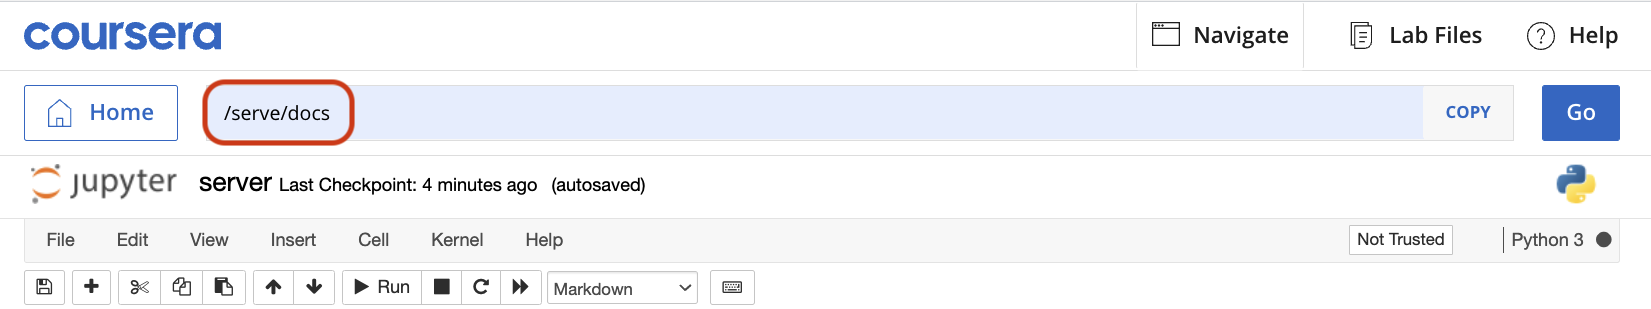 coursera Navigate Lab Files ? Help
Home /serve/docs COPY Go
jupyter server Last Checkpoint: 4 minutes ago (autosaved)
File Edit View Insert Cell Kernel Help Not Trusted Python 3
Run Markdown